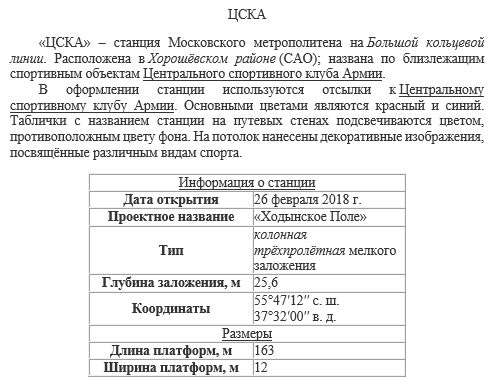 ЦСКА
«ЦСКА» – станция Московского метрополитена на Большой кольцевой
линии. Расположена в Хорошёвском районе (САО); названа по близлежащим
спортивным объектам Центрального спортивного клуба Армии.
В оформлении станции используются отсылки к Центральному
спортивному клубу Армии. Основными цветами являются красный и синий.
Таблички с названием станции на путевых стенах подсвечиваются цветом,
противоположным цвету фона. На потолок нанесены декоративные изображения,
посвящённые различным видам спорта.
Информация о станции
Дата открытия 26 февраля 2018 г.
Проектное название «Ходынское Поле»
колонная
Тип трёхпролётная мелкого
заложения
Глубина заложения, м 25,6
Координаты 55°47′12″ с. ш.
37°32′00″ в. д.
Размеры
Длина платформ, м 163
Ширина платформ, м 12